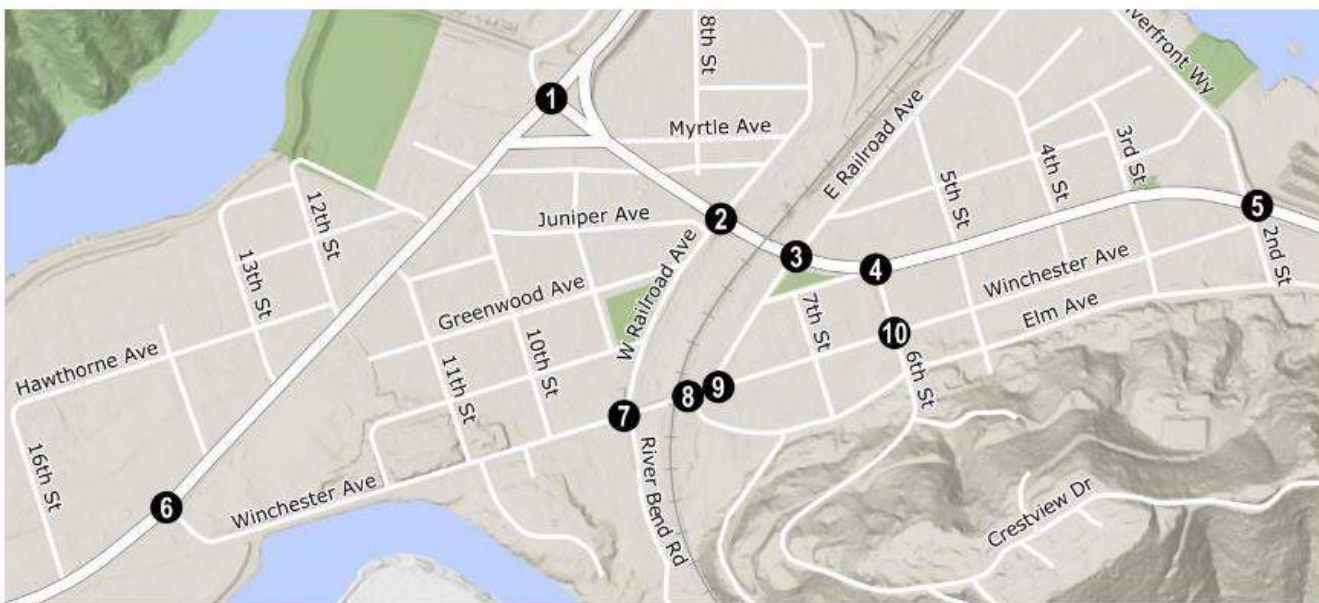 8th St
iverfront Wy
1
Myrtle Ave
E Railroad Ave
3rd St
4th St
5th St
12th St
Juniper Ave
2
5
13th St
W Railroad Ave
3
4
Winchester Ave
2nd St
Greenwood Ave
7th St
Elm Ave
10
Hawthorne Ave
11th St
10th St
8
9
6th St
7
16th St
River Bend Rd
6
Winchester Ave
Crestview Dr